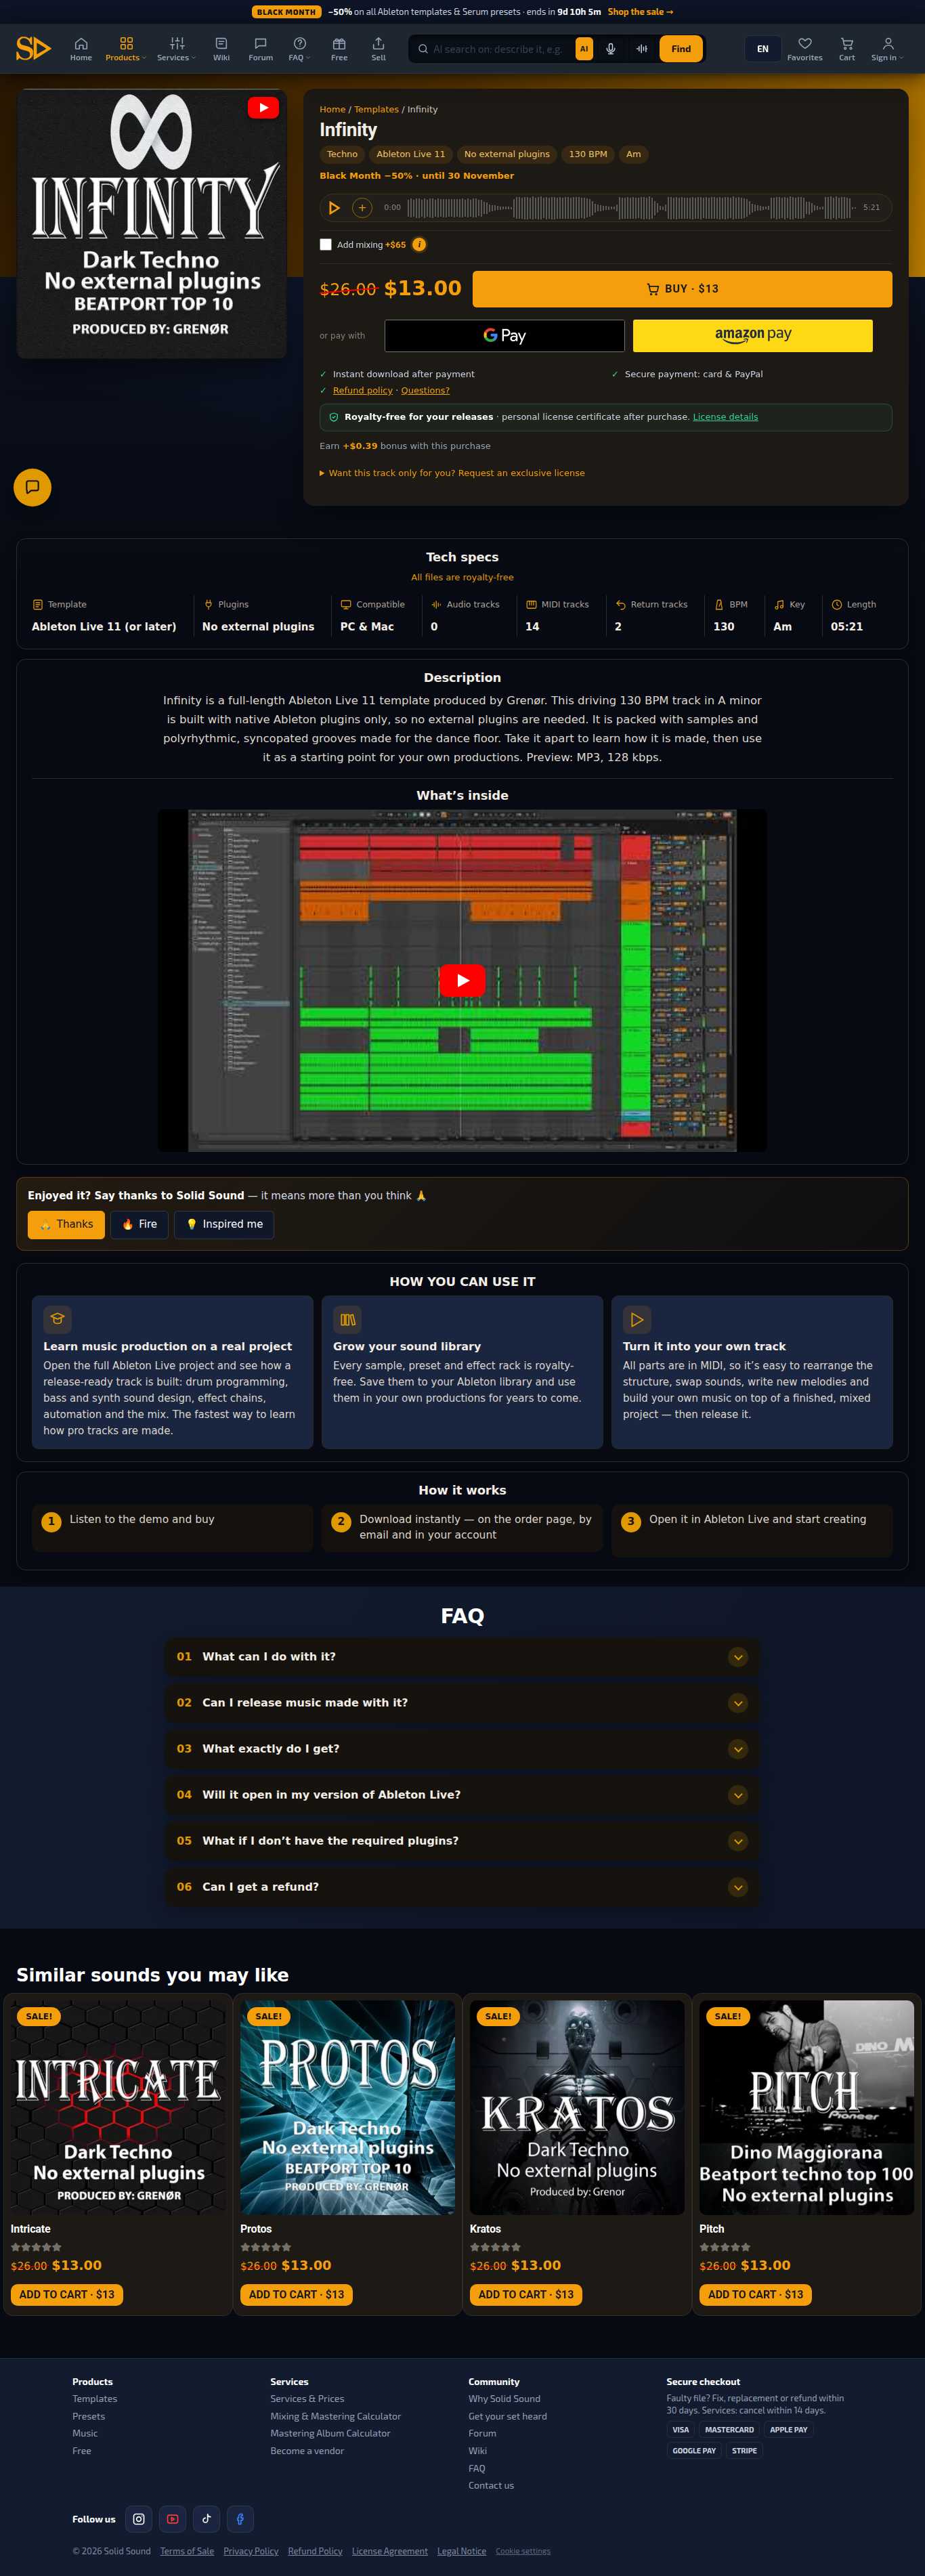 BLACK MONTH −50% on all Ableton templates & Serum presets · ends in 9d 10h 5m Shop the sale →
Home Products Services Wiki Forum FAQ Free Sell
AI search on: describe it, e.g. AI Find
EN Favorites Cart Sign in
INFINITY
Dark Techno
No external plugins
BEATPORT TOP 10
PRODUCED BY: GRENØR
Home / Templates / Infinity
Infinity
Techno Ableton Live 11 No external plugins 130 BPM Am
Black Month −50% · until 30 November
0:00 5:21
Add mixing +$65 i
$26.00 $13.00 BUY · $13
or pay with G Pay amazon pay
✓ Instant download after payment
✓ Secure payment: card & PayPal
✓ Refund policy · Questions?
Royalty-free for your releases · personal license certificate after purchase. License details
Earn +$0.39 bonus with this purchase
Want this track only for you? Request an exclusive license
Tech specs
All files are royalty-free
Template Plugins Compatible Audio tracks MIDI tracks Return tracks BPM Key Length
Ableton Live 11 (or later) No external plugins PC & Mac 0 14 2 130 Am 05:21
Description
Infinity is a full-length Ableton Live 11 template produced by Grenør. This driving 130 BPM track in A minor
is built with native Ableton plugins only, so no external plugins are needed. It is packed with samples and
polyrhythmic, syncopated grooves made for the dance floor. Take it apart to learn how it is made, then use
it as a starting point for your own productions. Preview: MP3, 128 kbps.
What’s inside
Enjoyed it? Say thanks to Solid Sound — it means more than you think 🙏
🙏 Thanks 🔥 Fire 💡 Inspired me
HOW YOU CAN USE IT
Learn music production on a real project
Open the full Ableton Live project and see how a
release-ready track is built: drum programming,
bass and synth sound design, effect chains,
automation and the mix. The fastest way to learn
how pro tracks are made.
Grow your sound library
Every sample, preset and effect rack is royalty-
free. Save them to your Ableton library and use
them in your own productions for years to come.
Turn it into your own track
All parts are in MIDI, so it’s easy to rearrange the
structure, swap sounds, write new melodies and
build your own music on top of a finished, mixed
project — then release it.
How it works
1 Listen to the demo and buy
2 Download instantly — on the order page, by
email and in your account
3 Open it in Ableton Live and start creating
FAQ
01 What can I do with it?
02 Can I release music made with it?
03 What exactly do I get?
04 Will it open in my version of Ableton Live?
05 What if I don’t have the required plugins?
06 Can I get a refund?
Similar sounds you may like
SALE!
INTRICATE
Dark Techno
No external plugins
PRODUCED BY: GRENØR
Intricate
$26.00 $13.00
ADD TO CART · $13
SALE!
PROTOS
Dark Techno
No external plugins
BEATPORT TOP 10
PRODUCED BY: GRENØR
Protos
$26.00 $13.00
ADD TO CART · $13
SALE!
KRATOS
Dark Techno
No external plugins
Produced by: Grenor
Kratos
$26.00 $13.00
ADD TO CART · $13
SALE!
DINO M
PITCH
Pioneer
Dino Maggiorana
Beatport techno top 100
No external plugins
Pitch
$26.00 $13.00
ADD TO CART · $13
Products
Templates
Presets
Music
Free
Services
Services & Prices
Mixing & Mastering Calculator
Mastering Album Calculator
Become a vendor
Community
Why Solid Sound
Get your set heard
Forum
Wiki
FAQ
Contact us
Secure checkout
Faulty file? Fix, replacement or refund within
30 days. Services: cancel within 14 days.
VISA MASTERCARD APPLE PAY
GOOGLE PAY STRIPE
Follow us
© 2026 Solid Sound Terms of Sale Privacy Policy Refund Policy License Agreement Legal Notice Cookie settings